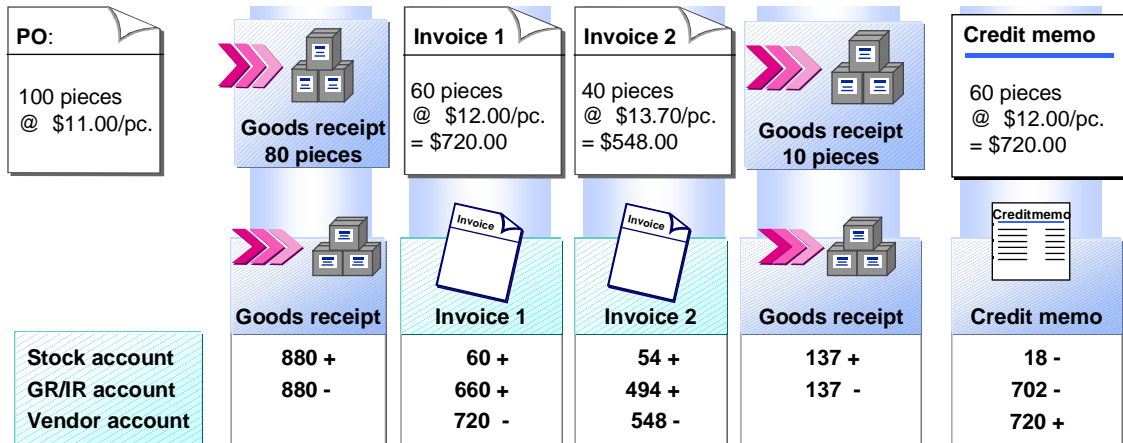 PO:
100 pieces
@ $11.00/pc.
Goods receipt
80 pieces
Invoice 1
60 pieces
@ $12.00/pc.
= $720.00
Invoice 2
40 pieces
@ $13.70/pc.
= $548.00
Goods receipt
10 pieces
Credit memo
60 pieces
@ $12.00/pc.
= $720.00
Goods receipt
Invoice
Invoice 1
Invoice
Invoice 2
Goods receipt
Creditmemo
Credit memo
Stock account 880 + 60 + 54 + 137 + 18 -
GR/IR account 880 - 660 + 494 + 137 - 702 -
Vendor account 720 - 548 - 720 +